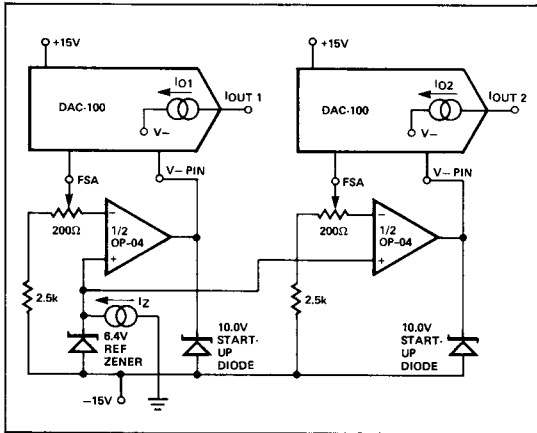 +15V
+15V
DAC-100
IO1
IOUT 1
V−
DAC-100
IO2
IOUT 2
V−
FSA
V− PIN
FSA
V− PIN
200Ω
1/2
OP-04
−
+
200Ω
1/2
OP-04
−
+
2.5k
IZ
2.5k
6.4V
REF
ZENER
10.0V
START-
UP
DIODE
10.0V
START-
UP
DIODE
−15V